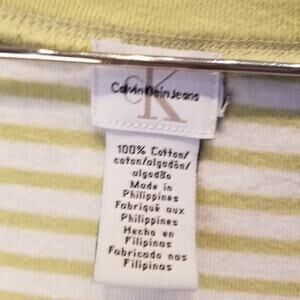 cK
Calvin Klein Jeans
100% Cotton/
coton/algodón/
algodão
Made in
Philippines
Fabriqué aux
Philippines
Hecho en
Filipinas
Fabricado nas
Filipinas